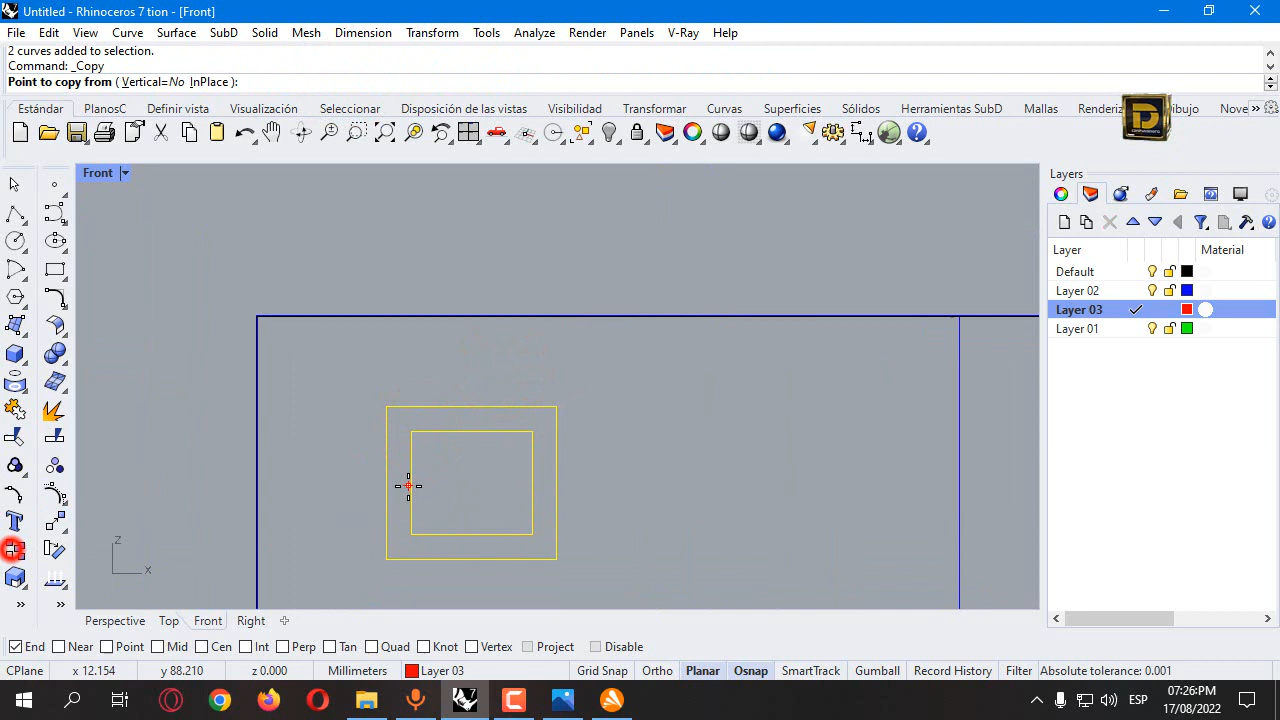 Untitled - Rhinoceros 7 tion - [Front]
File Edit View Curve Surface SubD Solid Mesh Dimension Transform Tools Analyze Render Panels V-Ray Help
2 curves added to selection.
Command: _Copy
Point to copy from ( Vertical=No InPlace ):
Estándar PlanosC Definir vista Visualización Seleccionar Disposición de las vistas Visibilidad Transformar Curvas Superficies Sólidos Herramientas SubD Mallas Dibujo
Front
Layers
Layer Material
Default
Layer 02
Layer 03
Layer 01
z
x
Perspective Top Front Right
End Near Point Mid Cen Int Perp Tan Quad Knot Vertex Project Disable
CPlane x 12.154 y 88.210 z 0.000 Millimeters Layer 03 Grid Snap Ortho Planar Osnap SmartTrack Gumball Record History Filter Absolute tolerance: 0.001
ESP
07:26PM
17/08/2022